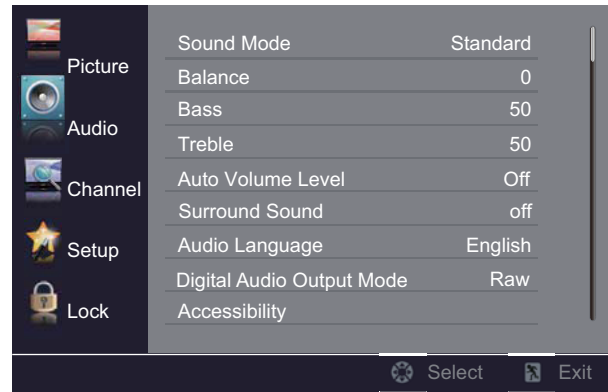 Picture
Audio
Channel
Setup
Lock
Sound Mode Standard
Balance 0
Bass 50
Treble 50
Auto Volume Level Off
Surround Sound off
Audio Language English
Digital Audio Output Mode Raw
Accessibility
Select Exit